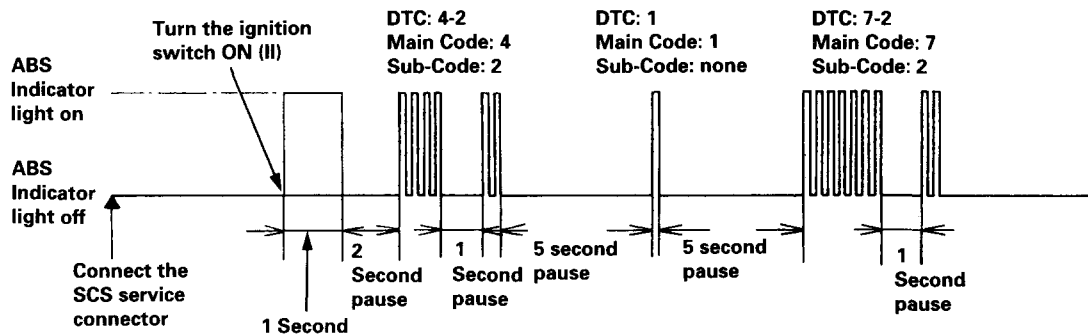 Turn the ignition
switch ON (II)
DTC: 4-2
Main Code: 4
Sub-Code: 2
DTC: 1
Main Code: 1
Sub-Code: none
DTC: 7-2
Main Code: 7
Sub-Code: 2
ABS
Indicator
light on
ABS
Indicator
light off
Connect the
SCS service
connector
1 Second
2
Second
pause
1
Second
pause
5 second
pause
5 second
pause
1
Second
pause